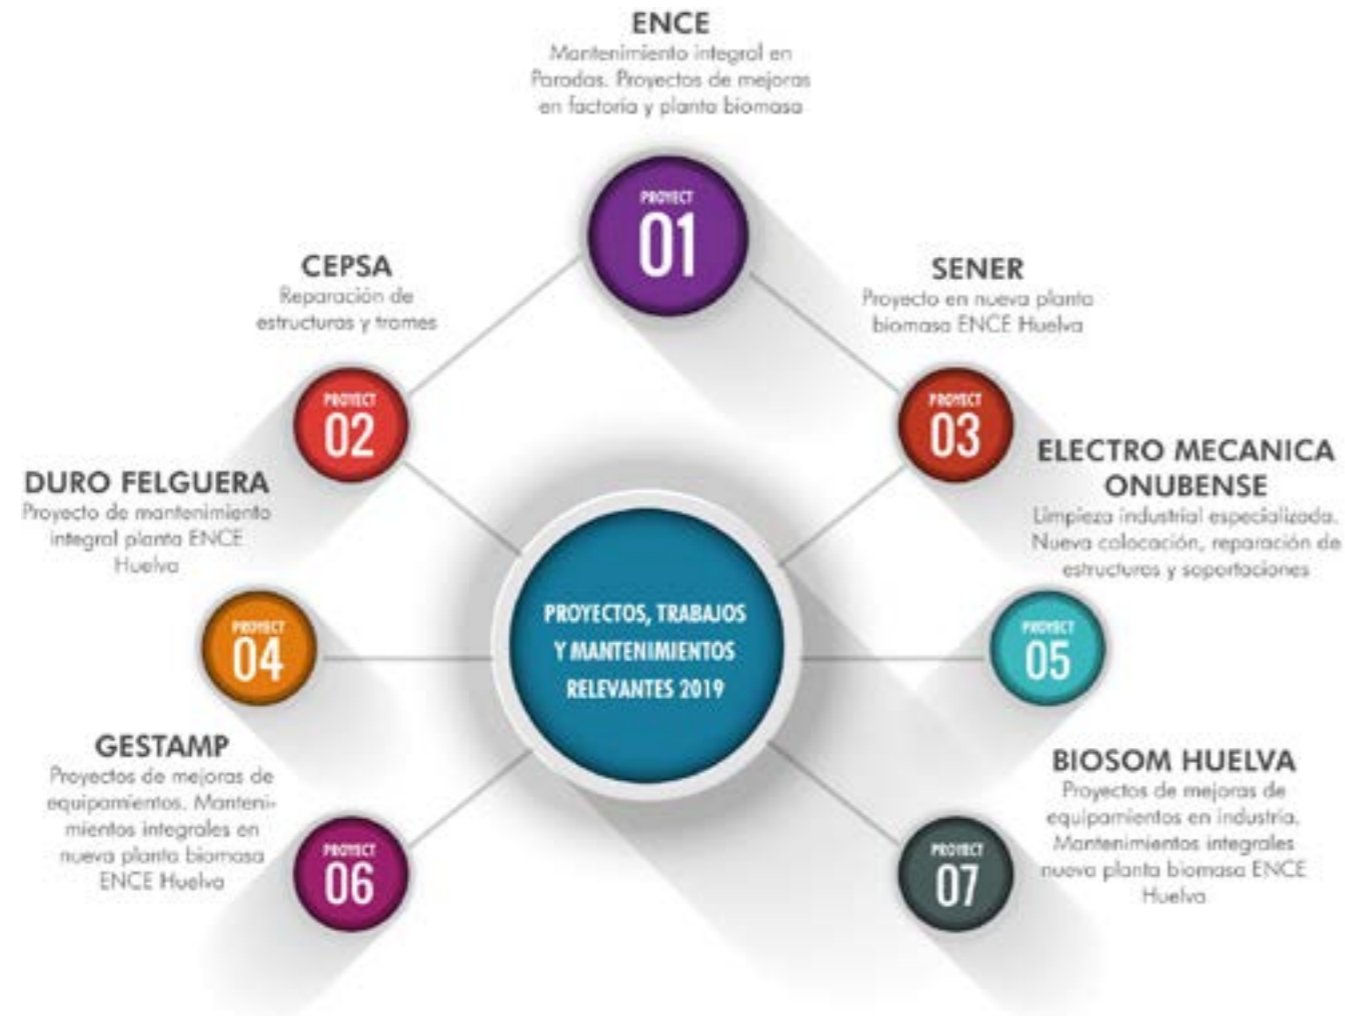 ENCE
Mantenimiento integral en
Paradas. Proyectos de mejoras
en factoría y planta biomasa
PROYECT
01
CEPSA
Reparación de
estructuras y trames
PROYECT
02
SENER
Proyecto en nueva planta
biomasa ENCE Huelva
PROYECT
03
DURO FELGUERA
Proyecto de mantenimiento
integral planta ENCE
Huelva
PROYECT
04
ELECTRO MECANICA
ONUBENSE
Limpieza industrial especializada.
Nueva colocación, reparación de
estructuras y soportaciones
PROYECT
05
PROYECTOS, TRABAJOS
Y MANTENIMIENTOS
RELEVANTES 2019
GESTAMP
Proyectos de mejoras de
equipamientos. Manteni-
mientos integrales en
nueva planta biomasa
ENCE Huelva
PROYECT
06
BIOSOM HUELVA
Proyectos de mejoras de
equipamientos en industria.
Mantenimientos integrales
nueva planta biomasa ENCE
Huelva
PROYECT
07